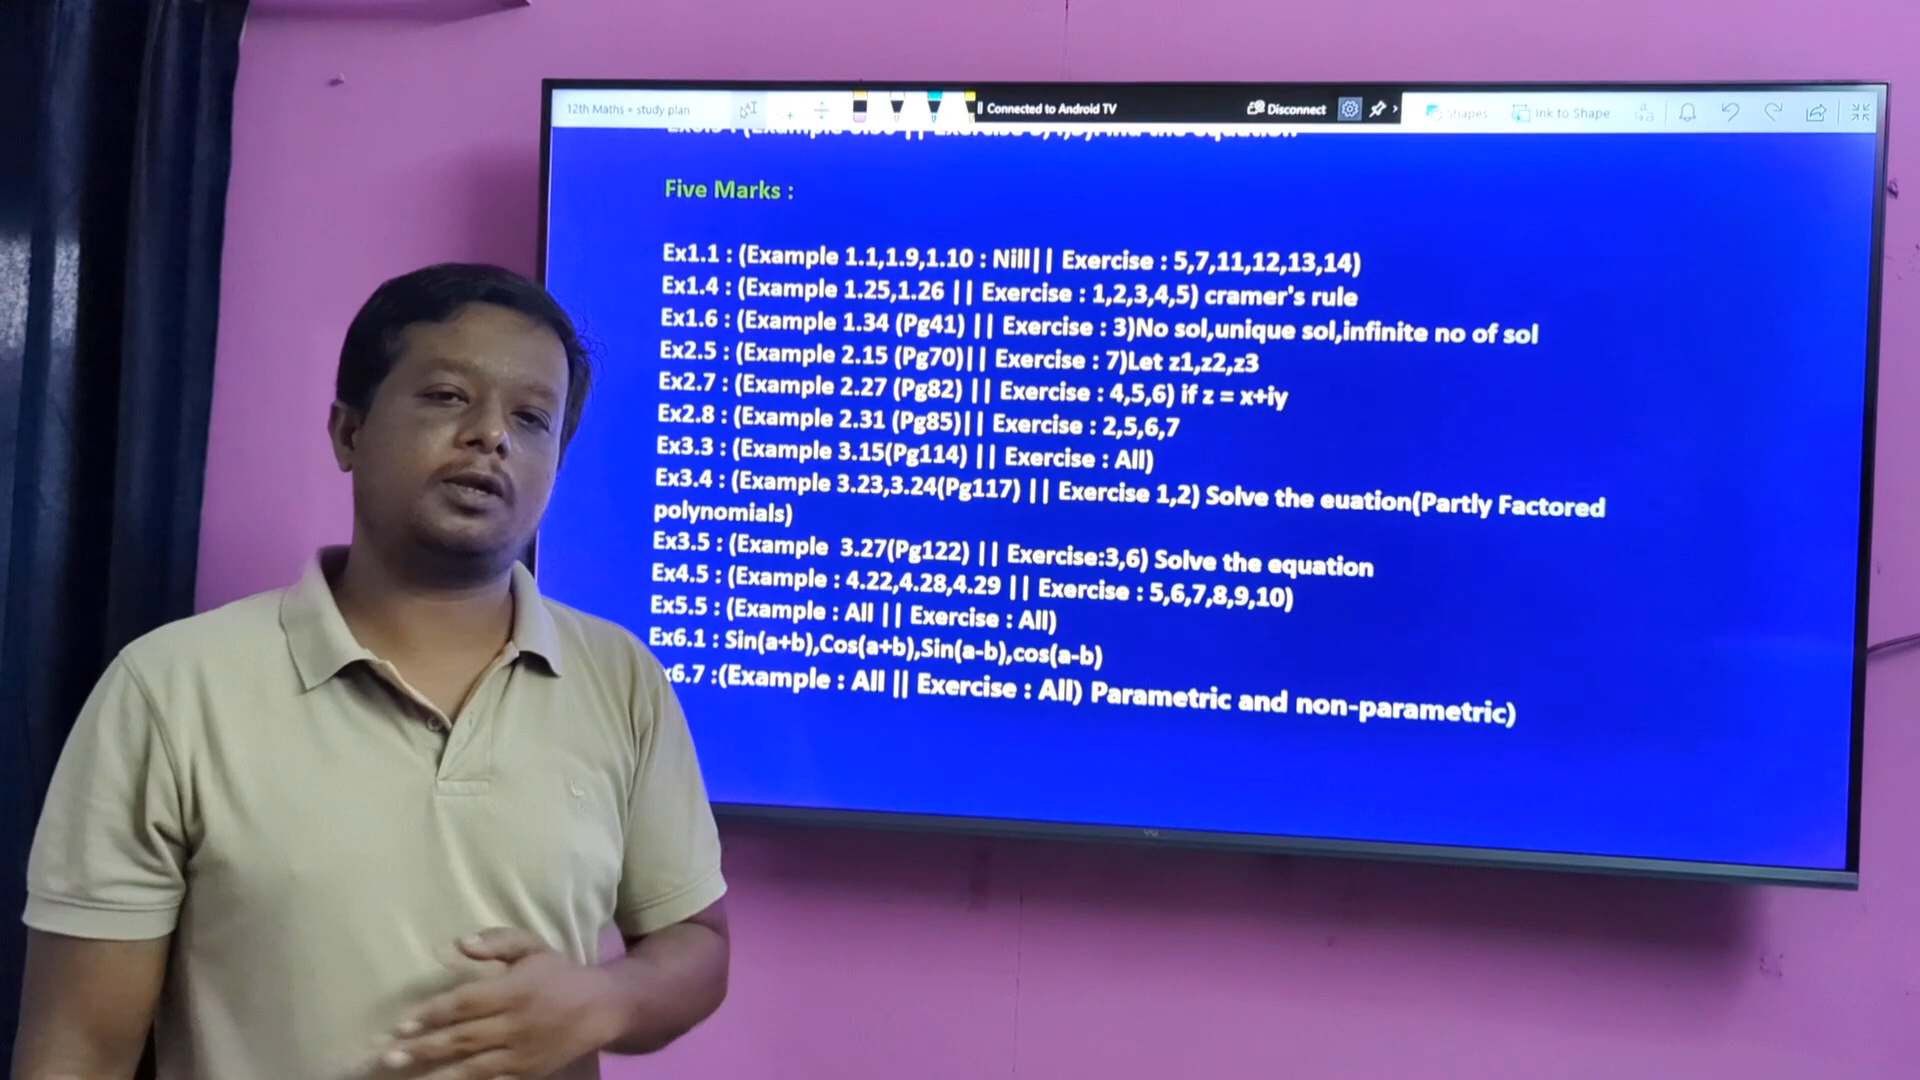 12th Maths - study plan
Connected to Android TV
Disconnect
Shapes
Ink to Shape
Five Marks :
Ex1.1 : (Example 1.1,1.9,1.10 : Nill|| Exercise : 5,7,11,12,13,14)
Ex1.4 : (Example 1.25,1.26 || Exercise : 1,2,3,4,5) cramer's rule
Ex1.6 : (Example 1.34 (Pg41) || Exercise : 3)No sol,unique sol,infinite no of sol
Ex2.5 : (Example 2.15 (Pg70)|| Exercise : 7)Let z1,z2,z3
Ex2.7 : (Example 2.27 (Pg82) || Exercise : 4,5,6) if z = x+iy
Ex2.8 : (Example 2.31 (Pg85)|| Exercise : 2,5,6,7
Ex3.3 : (Example 3.15(Pg114) || Exercise : All)
Ex3.4 : (Example 3.23,3.24(Pg117) || Exercise 1,2) Solve the euation(Partly Factored
polynomials)
Ex3.5 : (Example 3.27(Pg122) || Exercise:3,6) Solve the equation
Ex4.5 : (Example : 4.22,4.28,4.29 || Exercise : 5,6,7,8,9,10)
Ex5.5 : (Example : All || Exercise : All)
Ex6.1 : Sin(a+b),Cos(a+b),Sin(a-b),cos(a-b)
x6.7 :(Example : All || Exercise : All) Parametric and non-parametric)